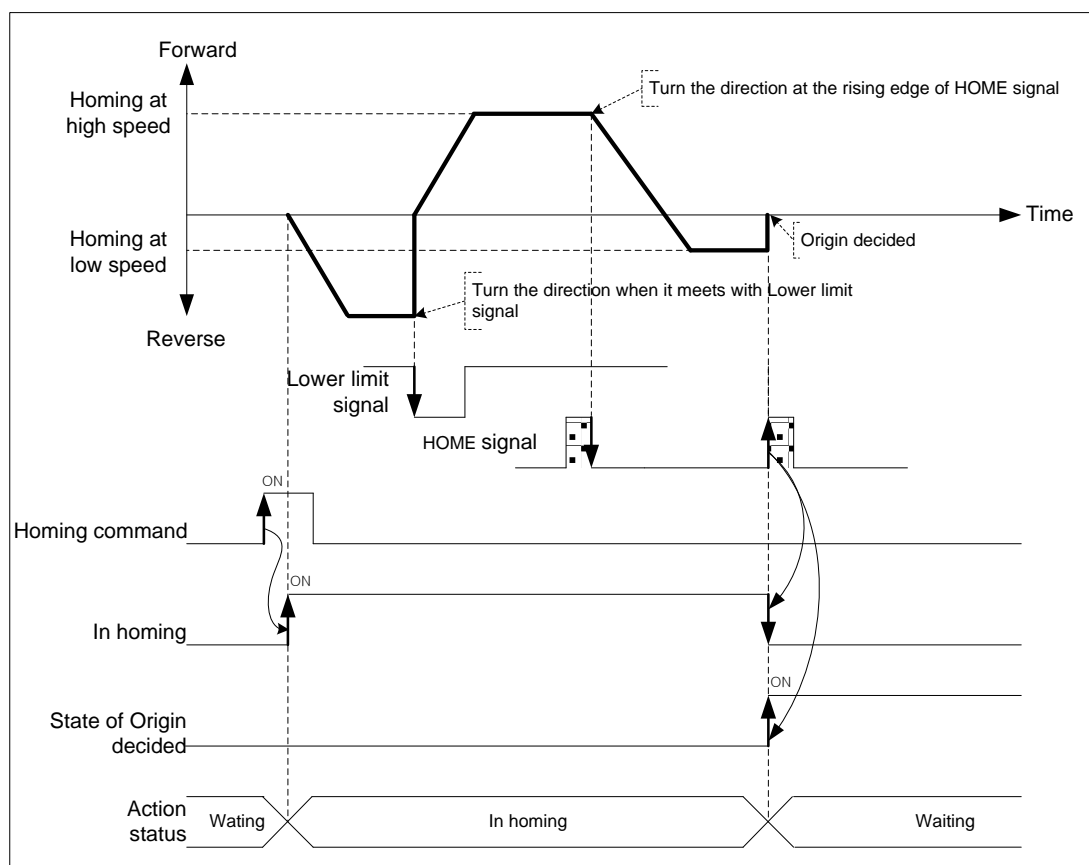 Forward
Homing at
high speed
Turn the direction at the rising edge of HOME signal
Time
Homing at
low speed
Origin decided
Turn the direction when it meets with Lower limit
signal
Reverse
Lower limit
signal
HOME signal
ON
Homing command
ON
In homing
ON
State of Origin
decided
Action
status
Wating
In homing
Waiting